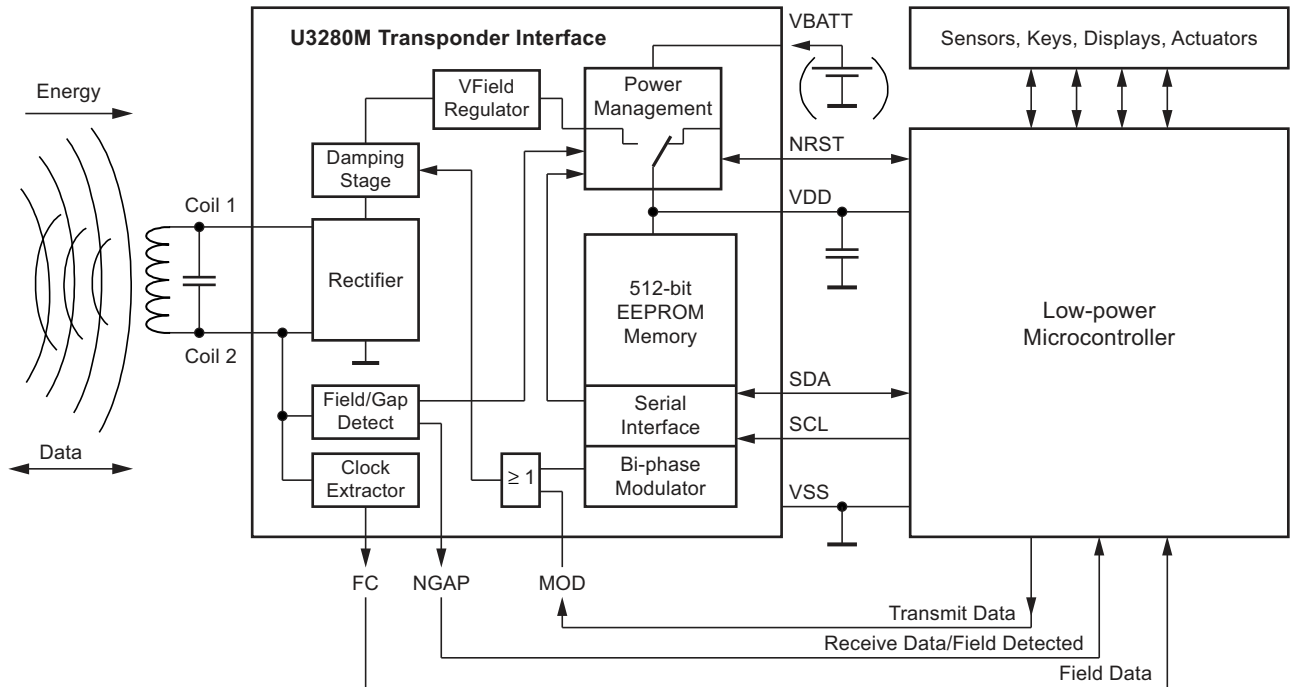 U3280M Transponder Interface
VBATT
Sensors, Keys, Displays, Actuators
Energy
VField
Regulator
Power
Management
Damping
Stage
NRST
Coil 1
VDD
Rectifier
512-bit
EEPROM
Memory
Low-power
Microcontroller
Coil 2
SDA
Field/Gap
Detect
Serial
Interface
SCL
Data
Clock
Extractor
≥ 1
Bi-phase
Modulator
VSS
FC
NGAP
MOD
Transmit Data
Receive Data/Field Detected
Field Data